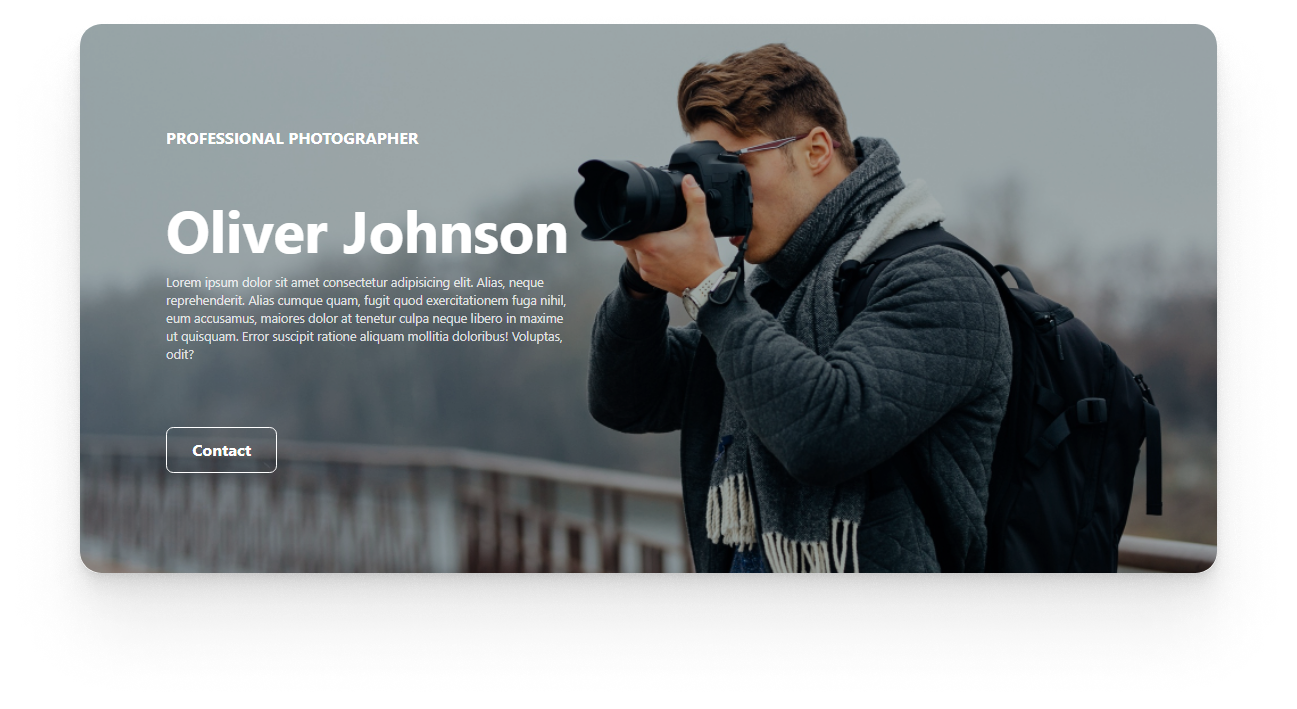 PROFESSIONAL PHOTOGRAPHER
Oliver Johnson
Lorem ipsum dolor sit amet consectetur adipisicing elit. Alias, neque
reprehenderit. Alias cumque quam, fugit quod exercitationem fuga nihil,
eum accusamus, maiores dolor at tenetur culpa neque libero in maxime
ut quisquam. Error suscipit ratione aliquam mollitia doloribus! Voluptas,
odit?
Contact